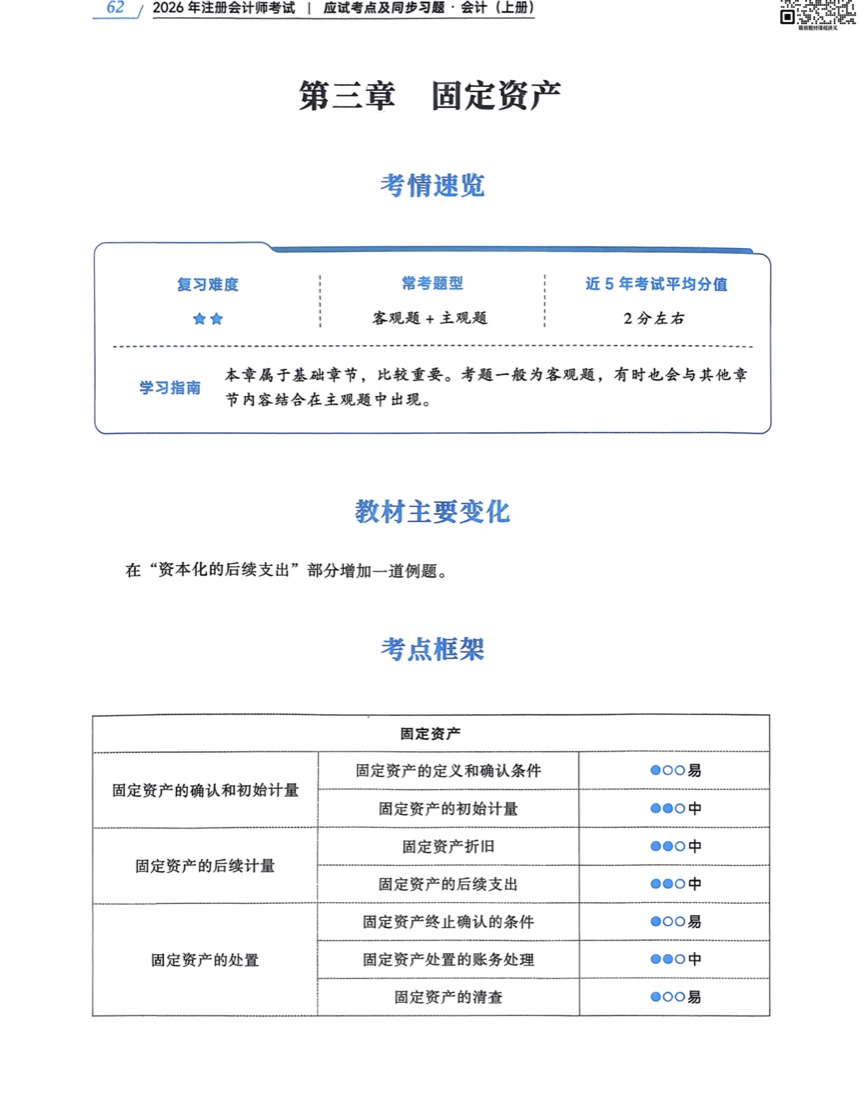 62 2026 年注册会计师考试 | 应试考点及同步习题·会计（上册）
第三章 固定资产
考情速览
复习难度 常考题型 近 5 年考试平均分值
★★ 客观题 + 主观题 2 分左右
学习指南
本章属于基础章节，比较重要。考题一般为客观题，有时也会与其他章
节内容结合在主观题中出现。
教材主要变化
在“资本化的后续支出”部分增加一道例题。
考点框架
固定资产
固定资产的确认和初始计量
固定资产的定义和确认条件 ●○○易
固定资产的初始计量 ●●○中
固定资产的后续计量
固定资产折旧 ●●○中
固定资产的后续支出 ●●○中
固定资产的处置
固定资产终止确认的条件 ●○○易
固定资产处置的账务处理 ●●○中
固定资产的清查 ●○○易